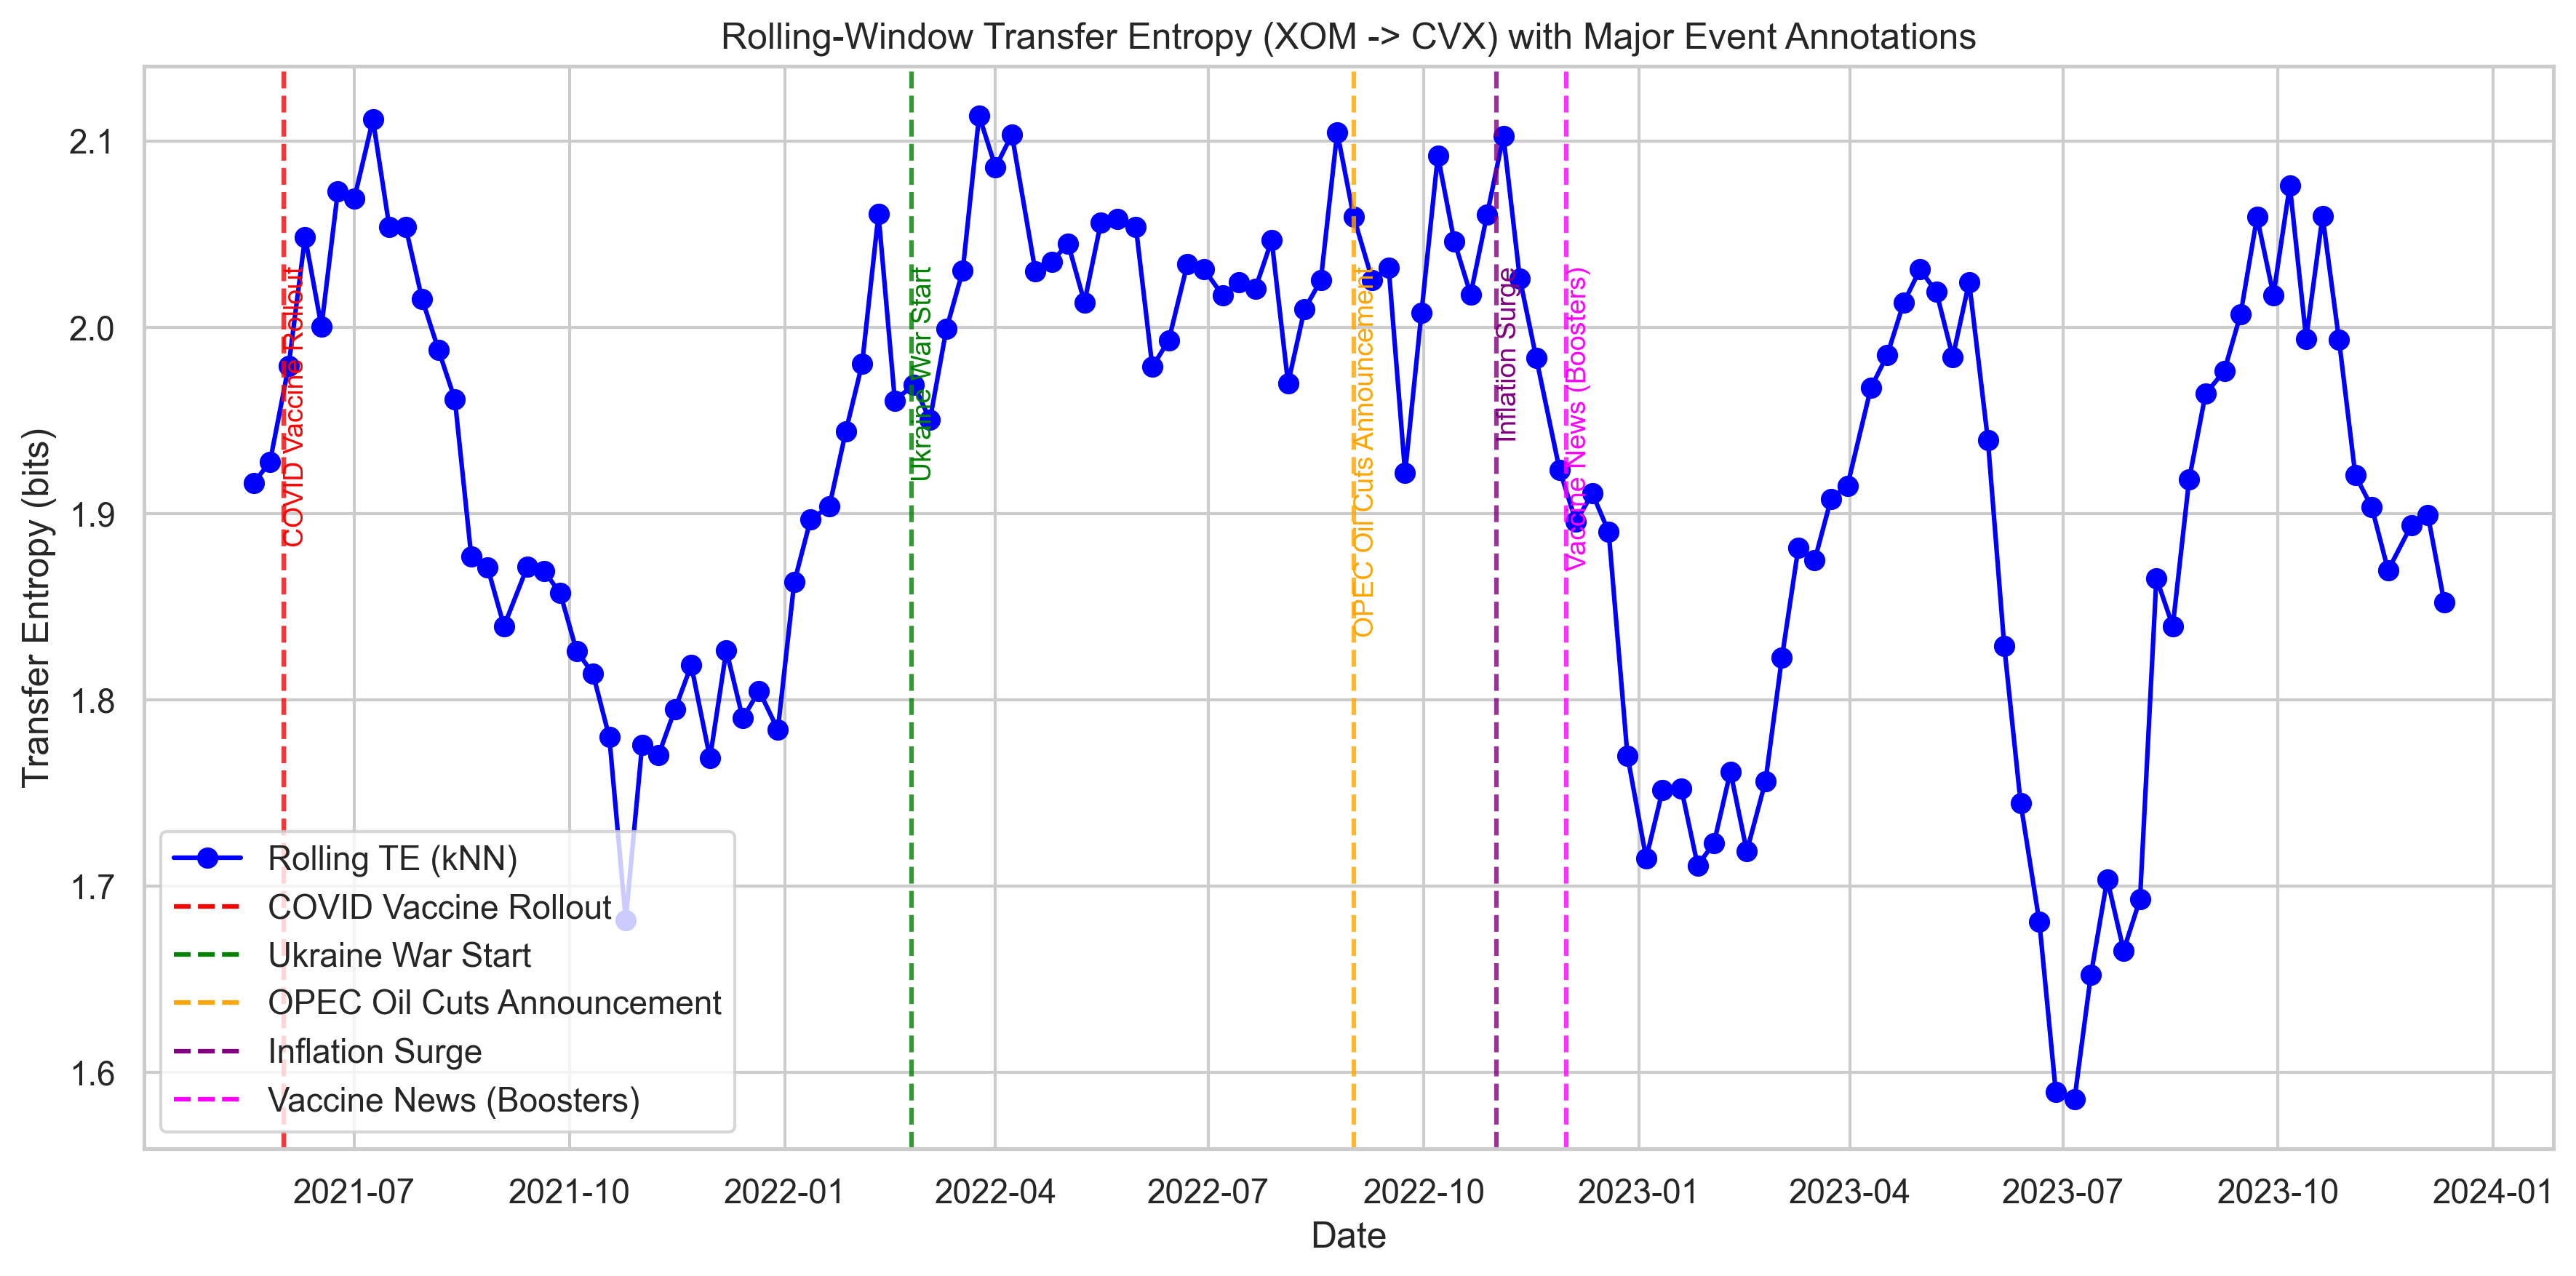 Rolling-Window Transfer Entropy (XOM -> CVX) with Major Event Annotations
Transfer Entropy (bits)
2.1
2.0
1.9
1.8
1.7
1.6
COVID Vaccine Rollout
Ukraine War Start
OPEC Oil Cuts Announcement
Inflation Surge
Vaccine News (Boosters)
Rolling TE (kNN)
COVID Vaccine Rollout
Ukraine War Start
OPEC Oil Cuts Announcement
Inflation Surge
Vaccine News (Boosters)
2021-07
2021-10
2022-01
2022-04
2022-07
2022-10
2023-01
2023-04
2023-07
2023-10
2024-01
Date